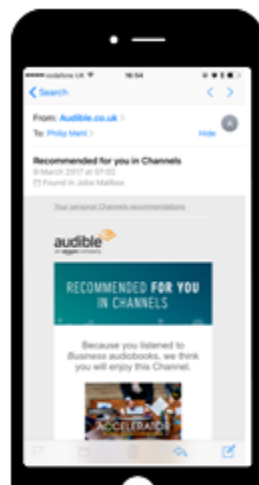 vodafone UK
16:54
Search
From: Audible.co.uk
To: Philip Mehl
Hide
A
Recommended for you in Channels
9 March 2017 at 07:02
Found in Jobs Mailbox
Your personal Channels recommendations
audible
an amazon company
RECOMMENDED FOR YOU
IN CHANNELS
Because you listened to
Business audiobooks, we think
you will enjoy this Channel.
ACCELERATOR